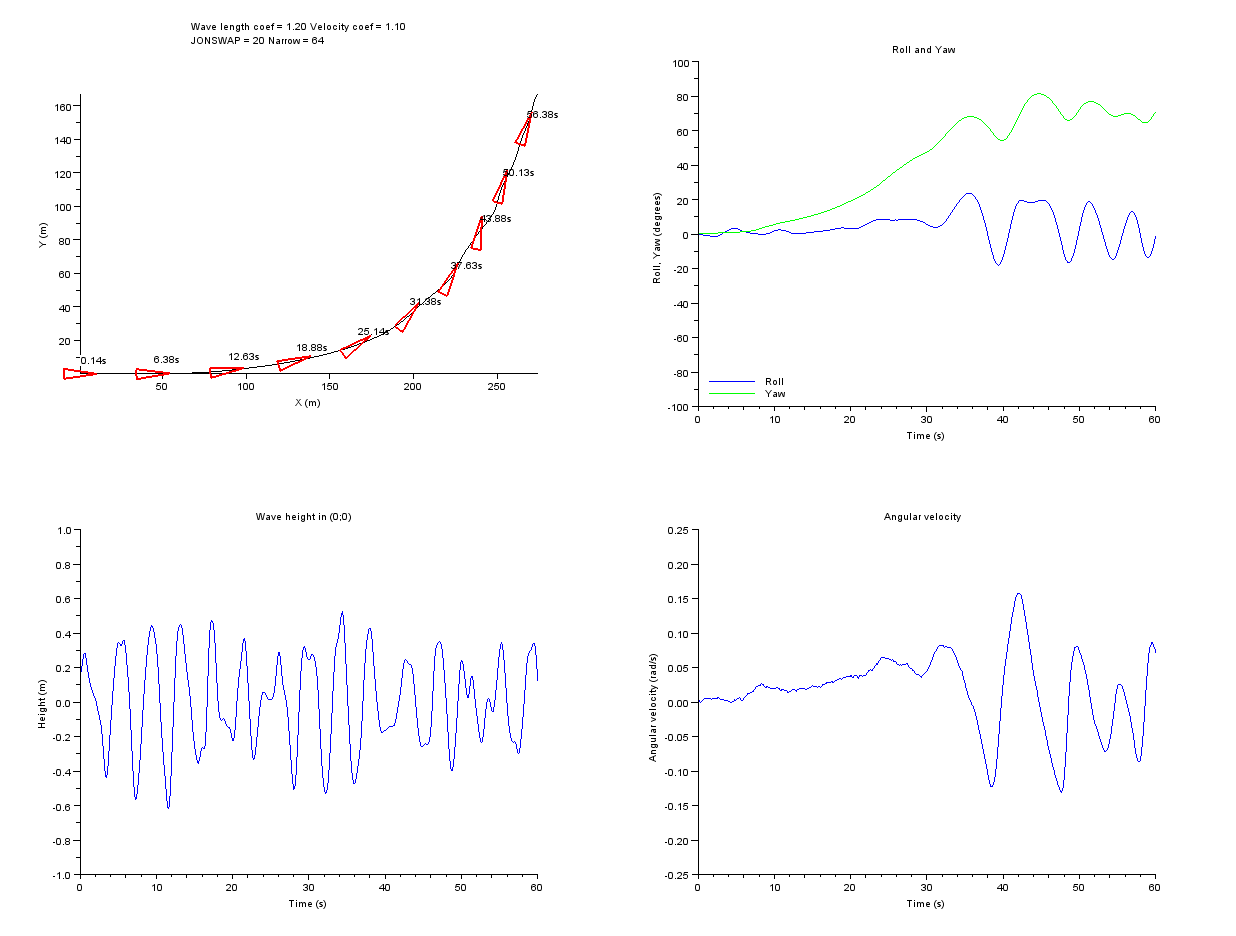 Wave length coef = 1.20 Velocity coef = 1.10
JONSWAP = 20 Narrow = 64
160
140
120
100
80
60
40
20
Y (m)
0.14s
6.38s
12.63s
18.88s
25.14s
31.38s
37.63s
43.88s
50.13s
56.38s
50
100
150
200
250
X (m)
Roll and Yaw
100
80
60
40
20
0
-20
-40
-60
-80
-100
Roll, Yaw (degrees)
Roll
Yaw
0
10
20
30
40
50
60
Time (s)
Wave height in (0;0)
1.0
0.8
0.6
0.4
0.2
0.0
-0.2
-0.4
-0.6
-0.8
-1.0
Height (m)
0
10
20
30
40
50
60
Time (s)
Angular velocity
0.25
0.20
0.15
0.10
0.05
0.00
-0.05
-0.10
-0.15
-0.20
-0.25
Angular velocity (rad/s)
0
10
20
30
40
50
60
Time (s)